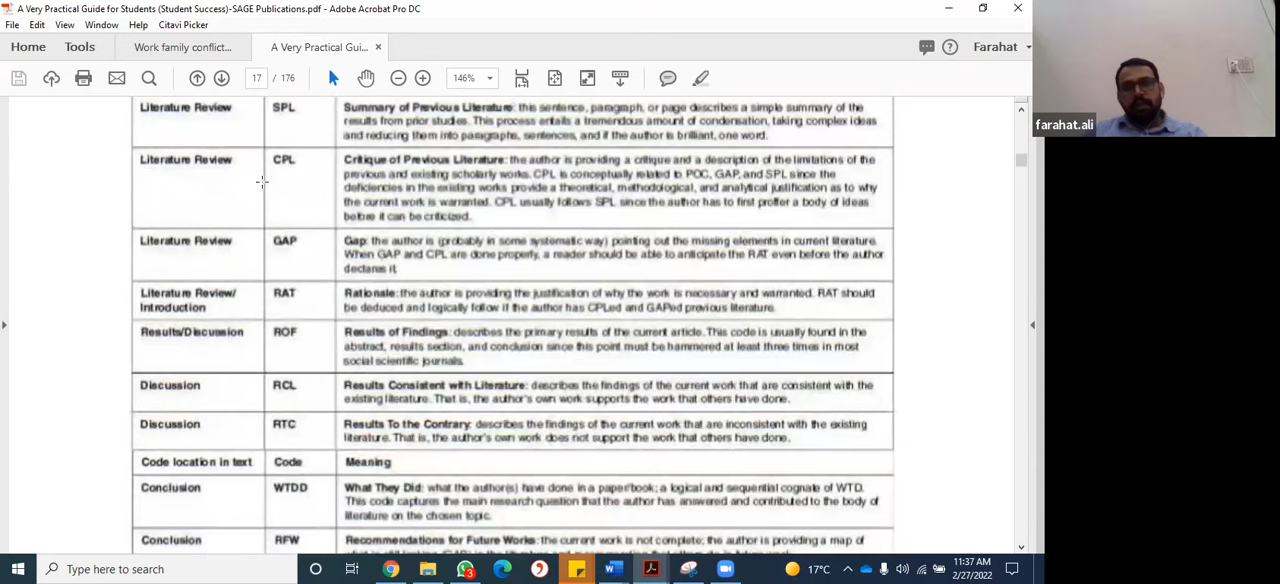 A Very Practical Guide for Students (Student Success)-SAGE Publications.pdf - Adobe Acrobat Pro DC
File Edit View Window Help Citavi Picker
Home Tools Work family conflict... A Very Practical Gui... × Farahat
17 / 176 146%
farahat.ali
Literature Review SPL Summary of Previous Literature: this sentence, paragraph, or page describes a simple summary of the
results from prior studies. This process entails a tremendous amount of condensation, taking complex ideas
and reducing them into paragraphs, sentences, and if the author is brilliant, one word.
Literature Review CPL Critique of Previous Literature: the author is providing a critique and a description of the limitations of the
previous and existing scholarly works. CPL is conceptually related to POC, GAP, and SPL since the
deficiencies in the existing works provide a theoretical, methodological, and analytical justification as to why
the current work is warranted. CPL usually follows SPL since the author has to first proffer a body of ideas
before it can be criticized.
Literature Review GAP Gap: the author is (probably in some systematic way) pointing out the missing elements in current literature.
When GAP and CPL are done properly, a reader should be able to anticipate the RAT even before the author
declares it.
Literature Review/ RAT Rationale: the author is providing the justification of why the work is necessary and warranted. RAT should
Introduction be deduced and logically follow if the author has CPLed and GAPed previous literature.
Results/Discussion ROF Results of Findings: describes the primary results of the current article. This code is usually found in the
abstract, results section, and conclusion since this point must be hammered at least three times in most
social scientific journals.
Discussion RCL Results Consistent with Literature: describes the findings of the current work that are consistent with the
existing literature. That is, the author's own work supports the work that others have done.
Discussion RTC Results To the Contrary: describes the findings of the current work that are inconsistent with the existing
literature. That is, the author's own work does not support the work that others have done.
Code location in text Code Meaning
Conclusion WTDD What They Did: what the author(s) have done in a paper/book; a logical and sequential cognate of WTD.
This code captures the main research question that the author has answered and contributed to the body of
literature on the chosen topic.
Conclusion RFW Recommendations for Future Works: the current work is not complete; the author is providing a map of
Type here to search 3 17°C 11:37 AM
2/27/2022